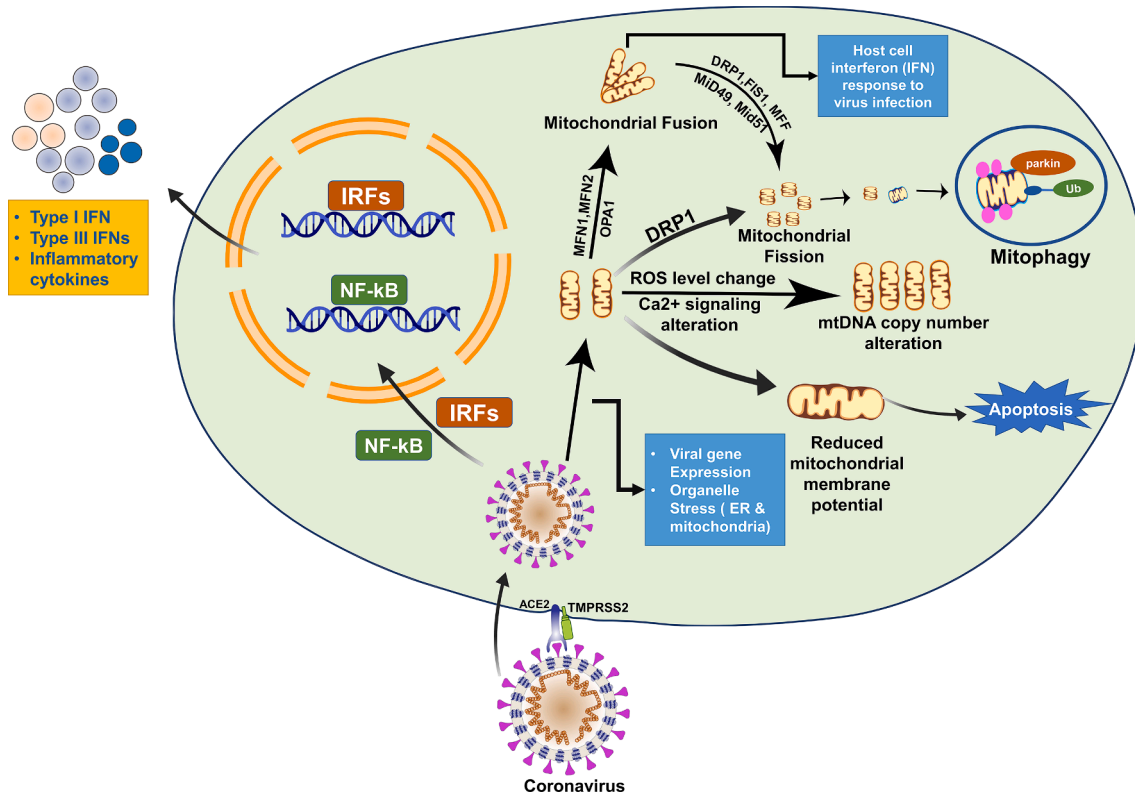 Host cell
interferon (IFN)
response to
virus infection
DRP1,FIS1, MFF
MiD49, Mid51
Mitochondrial Fusion
parkin
Ub
Mitophagy
MFN1,MFN2
OPA1
DRP1
Mitochondrial
Fission
IRFs
NF-kB
• Type I IFN
• Type III IFNs
• Inflammatory
cytokines
ROS level change
Ca2+ signaling
alteration
mtDNA copy number
alteration
IRFs
NF-kB
Apoptosis
Reduced
mitochondrial
membrane
potential
• Viral gene
Expression
• Organelle
Stress ( ER &
mitochondria)
ACE2
TMPRSS2
Coronavirus